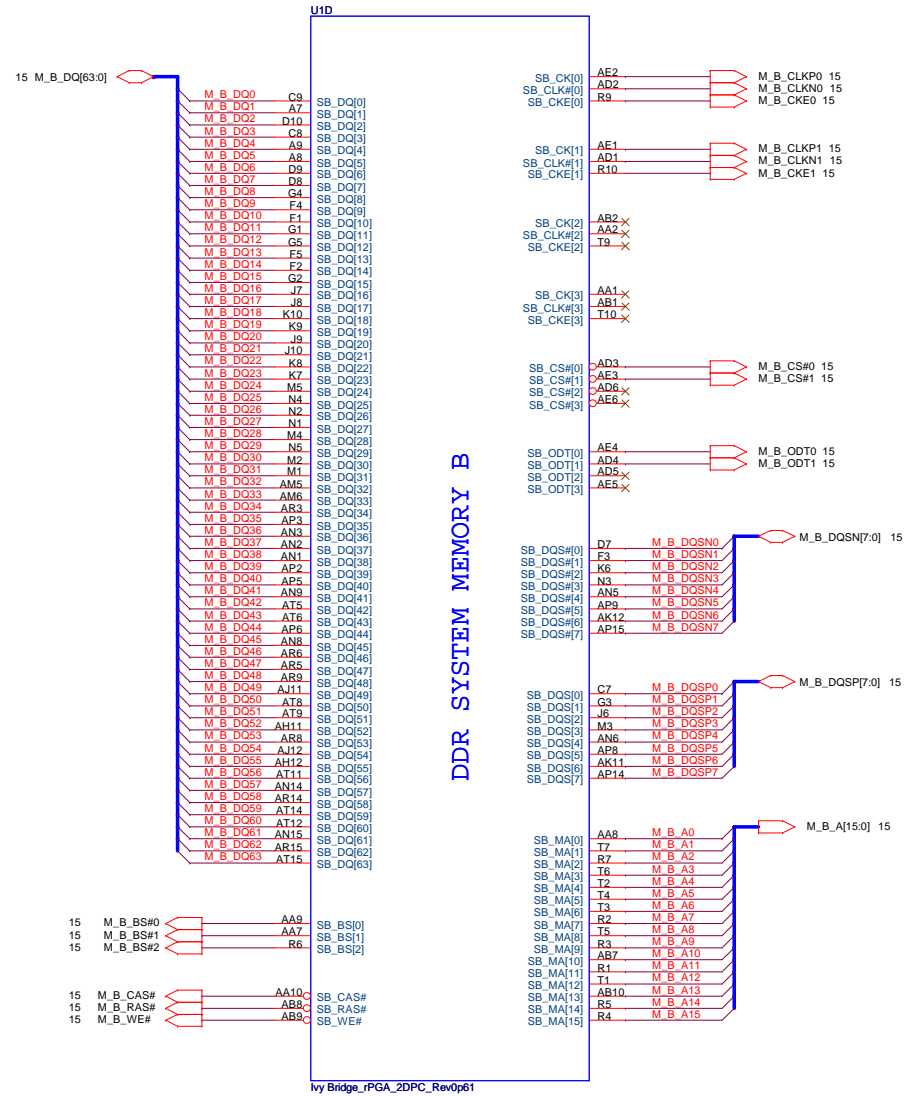 U1D
15 M_B_DQ[63:0]
M_B_DQ0 C9 SB_DQ[0]
M_B_DQ1 A7 SB_DQ[1]
M_B_DQ2 D10 SB_DQ[2]
M_B_DQ3 C8 SB_DQ[3]
M_B_DQ4 A9 SB_DQ[4]
M_B_DQ5 A8 SB_DQ[5]
M_B_DQ6 D9 SB_DQ[6]
M_B_DQ7 D8 SB_DQ[7]
M_B_DQ8 G4 SB_DQ[8]
M_B_DQ9 F4 SB_DQ[9]
M_B_DQ10 F1 SB_DQ[10]
M_B_DQ11 G1 SB_DQ[11]
M_B_DQ12 G5 SB_DQ[12]
M_B_DQ13 F5 SB_DQ[13]
M_B_DQ14 F2 SB_DQ[14]
M_B_DQ15 G2 SB_DQ[15]
M_B_DQ16 J7 SB_DQ[16]
M_B_DQ17 J8 SB_DQ[17]
M_B_DQ18 K10 SB_DQ[18]
M_B_DQ19 K9 SB_DQ[19]
M_B_DQ20 J9 SB_DQ[20]
M_B_DQ21 J10 SB_DQ[21]
M_B_DQ22 K8 SB_DQ[22]
M_B_DQ23 K7 SB_DQ[23]
M_B_DQ24 M5 SB_DQ[24]
M_B_DQ25 N4 SB_DQ[25]
M_B_DQ26 N2 SB_DQ[26]
M_B_DQ27 N1 SB_DQ[27]
M_B_DQ28 M4 SB_DQ[28]
M_B_DQ29 N5 SB_DQ[29]
M_B_DQ30 M2 SB_DQ[30]
M_B_DQ31 M1 SB_DQ[31]
M_B_DQ32 AM5 SB_DQ[32]
M_B_DQ33 AM6 SB_DQ[33]
M_B_DQ34 AR3 SB_DQ[34]
M_B_DQ35 AP3 SB_DQ[35]
M_B_DQ36 AN3 SB_DQ[36]
M_B_DQ37 AN2 SB_DQ[37]
M_B_DQ38 AN1 SB_DQ[38]
M_B_DQ39 AP2 SB_DQ[39]
M_B_DQ40 AP5 SB_DQ[40]
M_B_DQ41 AN9 SB_DQ[41]
M_B_DQ42 AT5 SB_DQ[42]
M_B_DQ43 AT6 SB_DQ[43]
M_B_DQ44 AP6 SB_DQ[44]
M_B_DQ45 AN8 SB_DQ[45]
M_B_DQ46 AR6 SB_DQ[46]
M_B_DQ47 AR5 SB_DQ[47]
M_B_DQ48 AR9 SB_DQ[48]
M_B_DQ49 AJ11 SB_DQ[49]
M_B_DQ50 AT8 SB_DQ[50]
M_B_DQ51 AT9 SB_DQ[51]
M_B_DQ52 AH11 SB_DQ[52]
M_B_DQ53 AR8 SB_DQ[53]
M_B_DQ54 AJ12 SB_DQ[54]
M_B_DQ55 AH12 SB_DQ[55]
M_B_DQ56 AT11 SB_DQ[56]
M_B_DQ57 AN14 SB_DQ[57]
M_B_DQ58 AR14 SB_DQ[58]
M_B_DQ59 AT14 SB_DQ[59]
M_B_DQ60 AT12 SB_DQ[60]
M_B_DQ61 AN15 SB_DQ[61]
M_B_DQ62 AR15 SB_DQ[62]
M_B_DQ63 AT15 SB_DQ[63]
15 M_B_BS#0 AA9 SB_BS[0]
15 M_B_BS#1 AA7 SB_BS[1]
15 M_B_BS#2 R6 SB_BS[2]
15 M_B_CAS# AA10 SB_CAS#
15 M_B_RAS# AB8 SB_RAS#
15 M_B_WE# AB9 SB_WE#
DDR SYSTEM MEMORY B
SB_CK[0] AE2 M_B_CLKP0 15
SB_CLK#[0] AD2 M_B_CLKN0 15
SB_CKE[0] R9 M_B_CKE0 15
SB_CK[1] AE1 M_B_CLKP1 15
SB_CLK#[1] AD1 M_B_CLKN1 15
SB_CKE[1] R10 M_B_CKE1 15
SB_CK[2] AB2
SB_CLK#[2] AA2
SB_CKE[2] T9
SB_CK[3] AA1
SB_CLK#[3] AB1
SB_CKE[3] T10
SB_CS#[0] AD3 M_B_CS#0 15
SB_CS#[1] AE3 M_B_CS#1 15
SB_CS#[2] AD6
SB_CS#[3] AE6
SB_ODT[0] AE4 M_B_ODT0 15
SB_ODT[1] AD4 M_B_ODT1 15
SB_ODT[2] AD5
SB_ODT[3] AE5
M_B_DQSN[7:0] 15
SB_DQS#[0] D7 M_B_DQSN0
SB_DQS#[1] F3 M_B_DQSN1
SB_DQS#[2] K6 M_B_DQSN2
SB_DQS#[3] N3 M_B_DQSN3
SB_DQS#[4] AN5 M_B_DQSN4
SB_DQS#[5] AP9 M_B_DQSN5
SB_DQS#[6] AK12 M_B_DQSN6
SB_DQS#[7] AP15 M_B_DQSN7
M_B_DQSP[7:0] 15
SB_DQS[0] C7 M_B_DQSP0
SB_DQS[1] G3 M_B_DQSP1
SB_DQS[2] J6 M_B_DQSP2
SB_DQS[3] M3 M_B_DQSP3
SB_DQS[4] AN6 M_B_DQSP4
SB_DQS[5] AP8 M_B_DQSP5
SB_DQS[6] AK11 M_B_DQSP6
SB_DQS[7] AP14 M_B_DQSP7
M_B_A[15:0] 15
SB_MA[0] AA8 M_B_A0
SB_MA[1] T7 M_B_A1
SB_MA[2] R7 M_B_A2
SB_MA[3] T6 M_B_A3
SB_MA[4] T2 M_B_A4
SB_MA[5] T4 M_B_A5
SB_MA[6] T3 M_B_A6
SB_MA[7] R2 M_B_A7
SB_MA[8] T5 M_B_A8
SB_MA[9] R3 M_B_A9
SB_MA[10] AB7 M_B_A10
SB_MA[11] R1 M_B_A11
SB_MA[12] T1 M_B_A12
SB_MA[13] AB10 M_B_A13
SB_MA[14] R5 M_B_A14
SB_MA[15] R4 M_B_A15
Ivy Bridge_rPGA_2DPC_Rev0p61